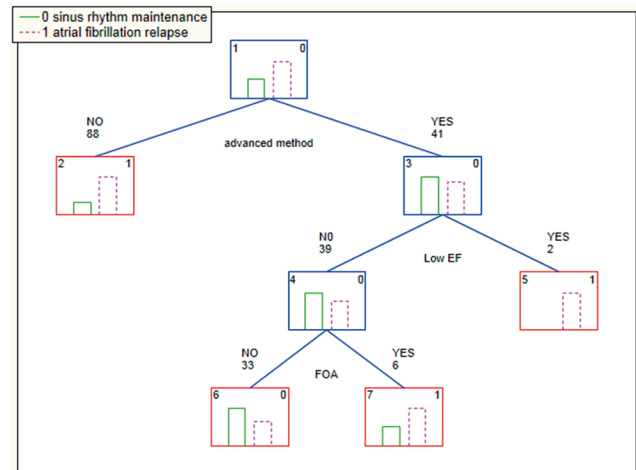 0 sinus rhythm maintenance
1 atrial fibrillation relapse
1 0
NO
88
advanced method
YES
41
2 1
3 0
N0
39
Low EF
YES
2
4 0
5 1
NO
33
FOA
YES
6
6 0
7 1